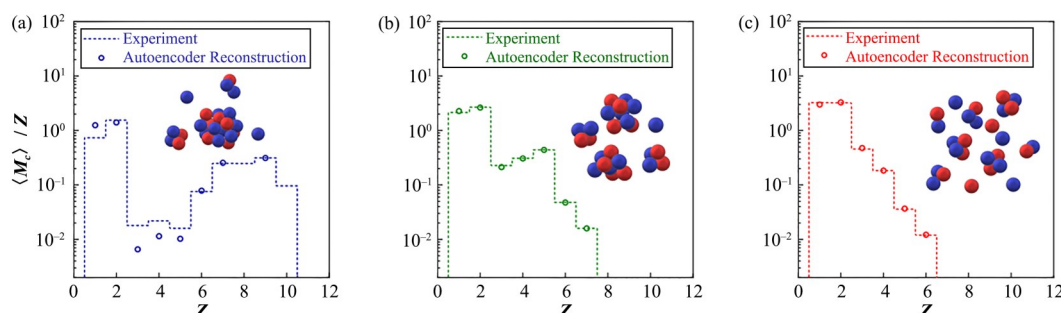 (a)
10²
10¹
10⁰
10⁻¹
10⁻²
⟨M_c⟩ / Z
Experiment
Autoencoder Reconstruction
0 2 4 6 8 10 12
Z
(b)
10²
10¹
10⁰
10⁻¹
10⁻²
Experiment
Autoencoder Reconstruction
0 2 4 6 8 10 12
Z
(c)
10²
10¹
10⁰
10⁻¹
10⁻²
Experiment
Autoencoder Reconstruction
0 2 4 6 8 10 12
Z